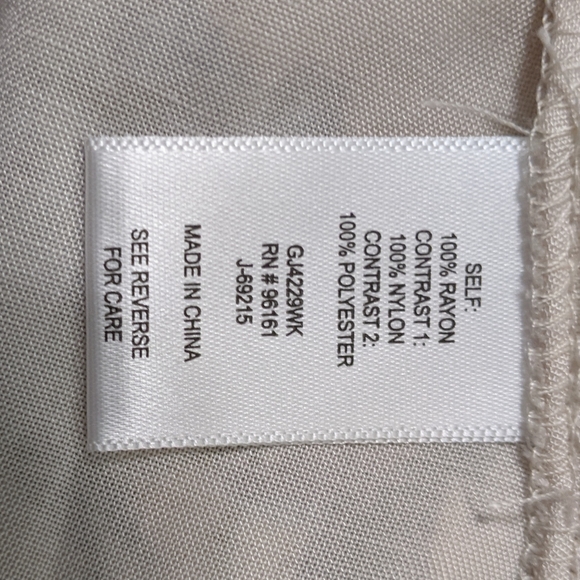 SELF:
100% RAYON
CONTRAST 1:
100% NYLON
CONTRAST 2:
100% POLYESTER
GJ4229WK
RN # 96161
J-69215
MADE IN CHINA
SEE REVERSE
FOR CARE